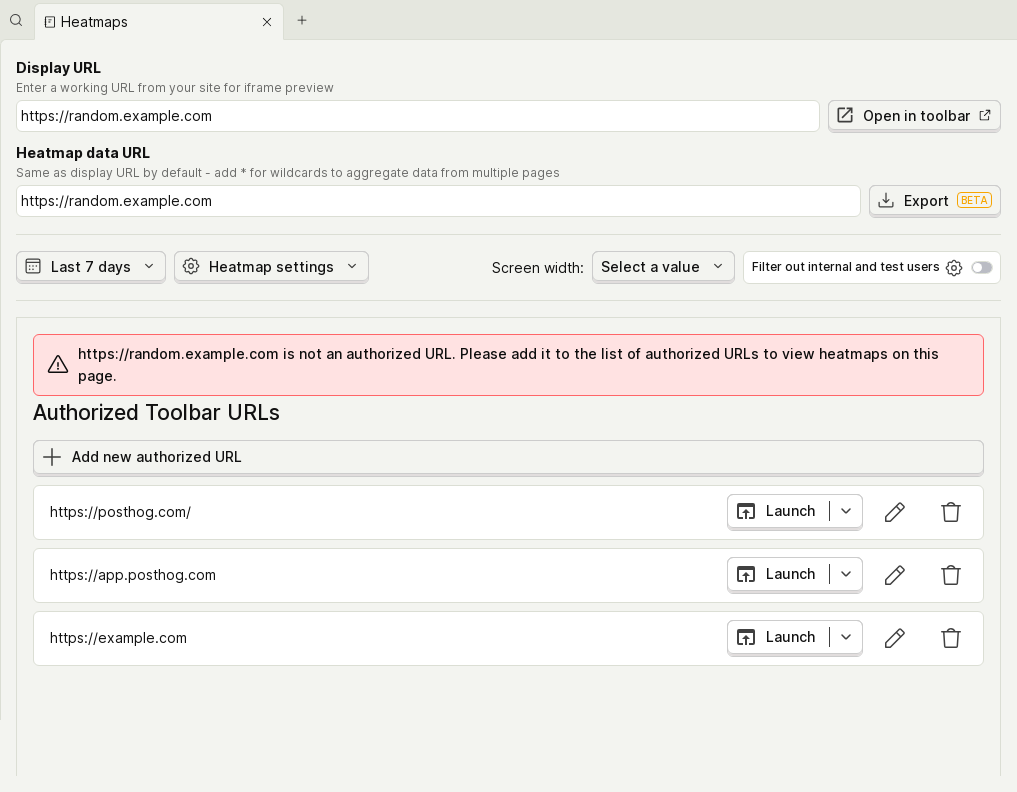 Heatmaps
Display URL
Enter a working URL from your site for iframe preview
https://random.example.com
Open in toolbar
Heatmap data URL
Same as display URL by default - add * for wildcards to aggregate data from multiple pages
https://random.example.com
Export BETA
Last 7 days
Heatmap settings
Screen width:
Select a value
Filter out internal and test users
https://random.example.com is not an authorized URL. Please add it to the list of authorized URLs to view heatmaps on this
page.
Authorized Toolbar URLs
Add new authorized URL
https://posthog.com/
Launch
https://app.posthog.com
Launch
https://example.com
Launch